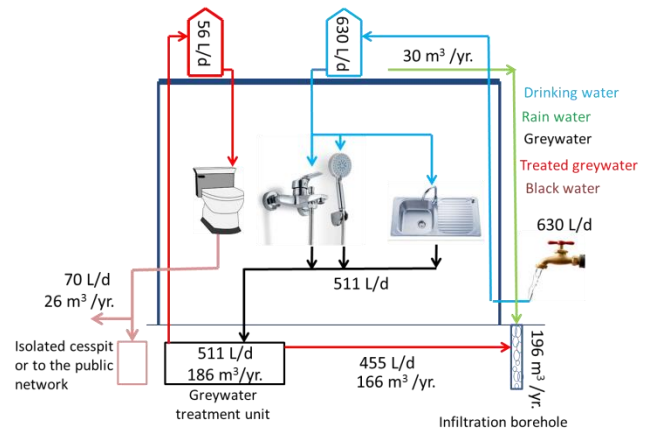 56 L/d
630 L/d
30 m³ /yr.
Drinking water
Rain water
Greywater
Treated greywater
Black water
630 L/d
70 L/d
26 m³ /yr.
511 L/d
Isolated cesspit
or to the public
network
511 L/d
186 m³/yr.
Greywater
treatment unit
455 L/d
166 m³ /yr.
196 m³ /yr.
Infiltration borehole